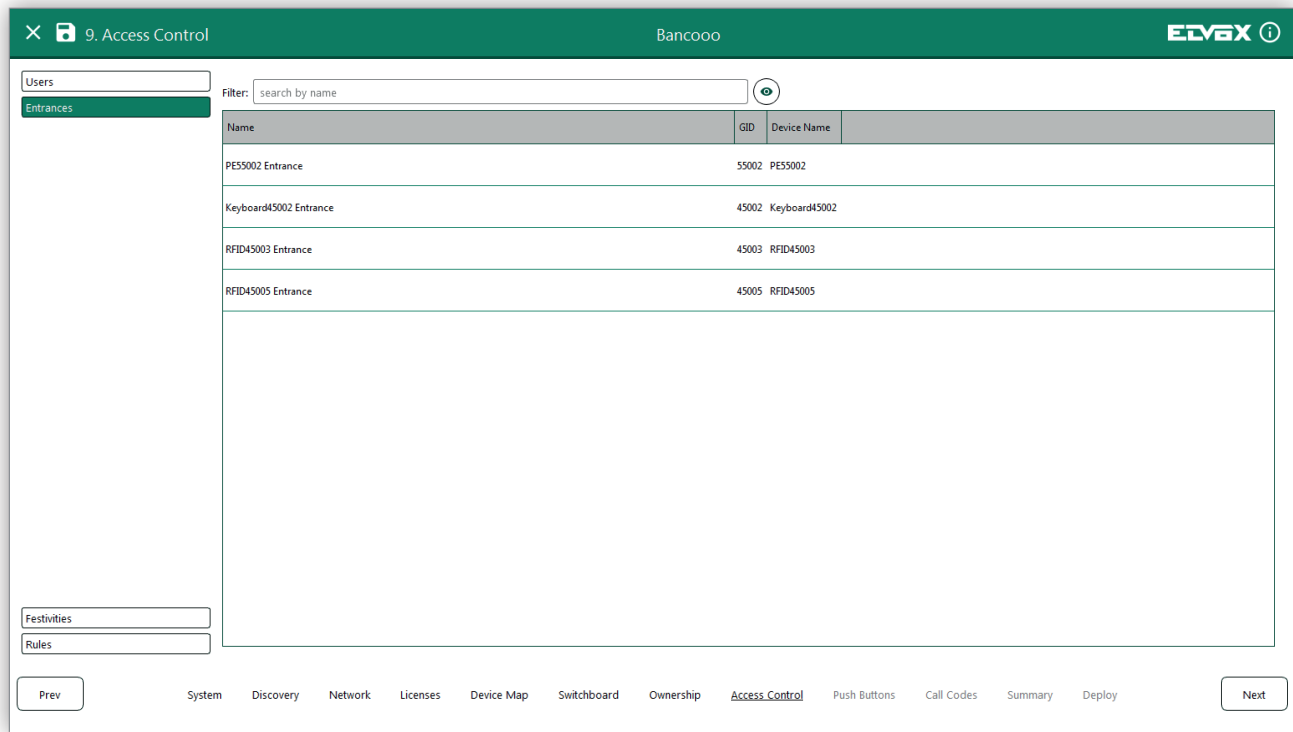 9. Access Control
Bancooo
ELVOX
Users
Entrances
Filter: search by name
Name GID Device Name
PE55002 Entrance 55002 PE55002
Keyboard45002 Entrance 45002 Keyboard45002
RFID45003 Entrance 45003 RFID45003
RFID45005 Entrance 45005 RFID45005
Festivities
Rules
Prev System Discovery Network Licenses Device Map Switchboard Ownership Access Control Push Buttons Call Codes Summary Deploy Next